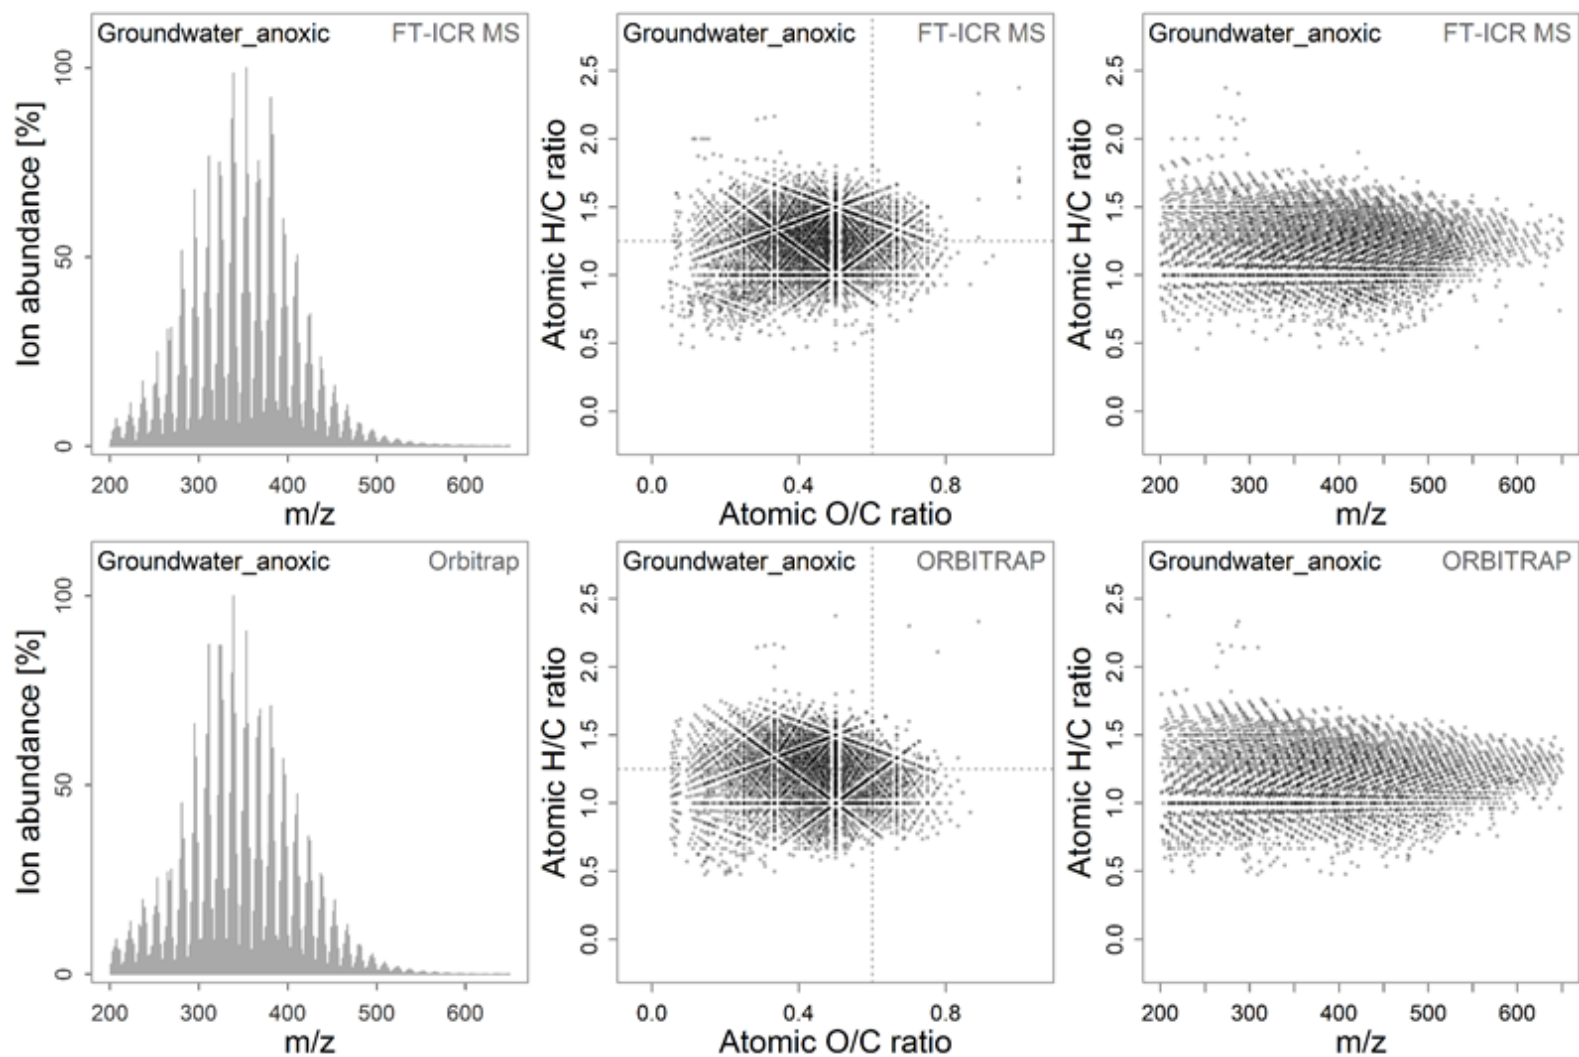 Groundwater_anoxic FT-ICR MS
Ion abundance [%]
100
50
0
200 300 400 500 600
m/z
Groundwater_anoxic FT-ICR MS
Atomic H/C ratio
2.5
2.0
1.5
1.0
0.5
0.0
0.0 0.4 0.8
Atomic O/C ratio
Groundwater_anoxic FT-ICR MS
Atomic H/C ratio
2.5
2.0
1.5
1.0
0.5
0.0
200 300 400 500 600
m/z
Groundwater_anoxic Orbitrap
Ion abundance [%]
100
50
0
200 300 400 500 600
m/z
Groundwater_anoxic ORBITRAP
Atomic H/C ratio
2.5
2.0
1.5
1.0
0.5
0.0
0.0 0.4 0.8
Atomic O/C ratio
Groundwater_anoxic ORBITRAP
Atomic H/C ratio
2.5
2.0
1.5
1.0
0.5
0.0
200 300 400 500 600
m/z